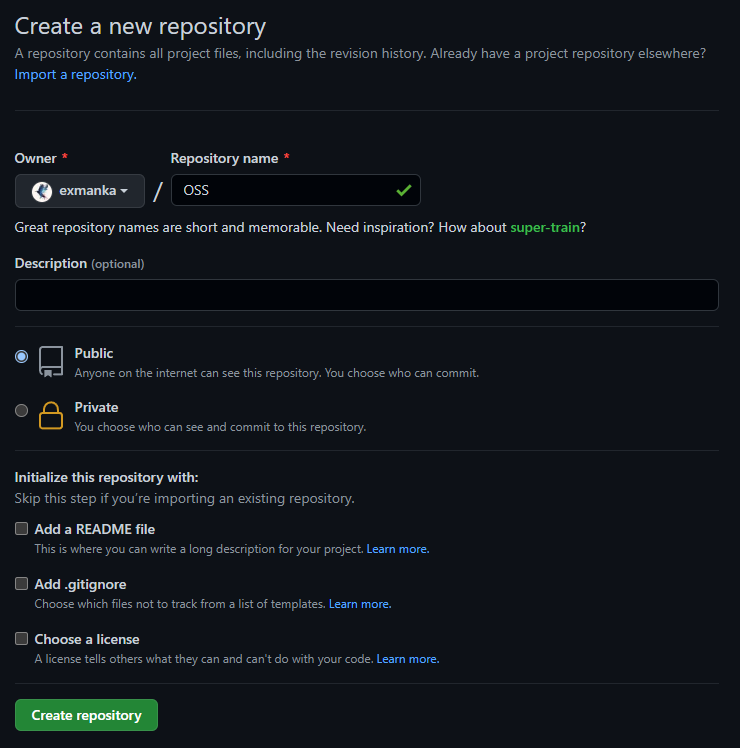 Create a new repository
A repository contains all project files, including the revision history. Already have a project repository elsewhere?
Import a repository.
Owner * Repository name *
exmanka / OSS
Great repository names are short and memorable. Need inspiration? How about super-train?
Description (optional)
Public
Anyone on the internet can see this repository. You choose who can commit.
Private
You choose who can see and commit to this repository.
Initialize this repository with:
Skip this step if you're importing an existing repository.
Add a README file
This is where you can write a long description for your project. Learn more.
Add .gitignore
Choose which files not to track from a list of templates. Learn more.
Choose a license
A license tells others what they can and can't do with your code. Learn more.
Create repository